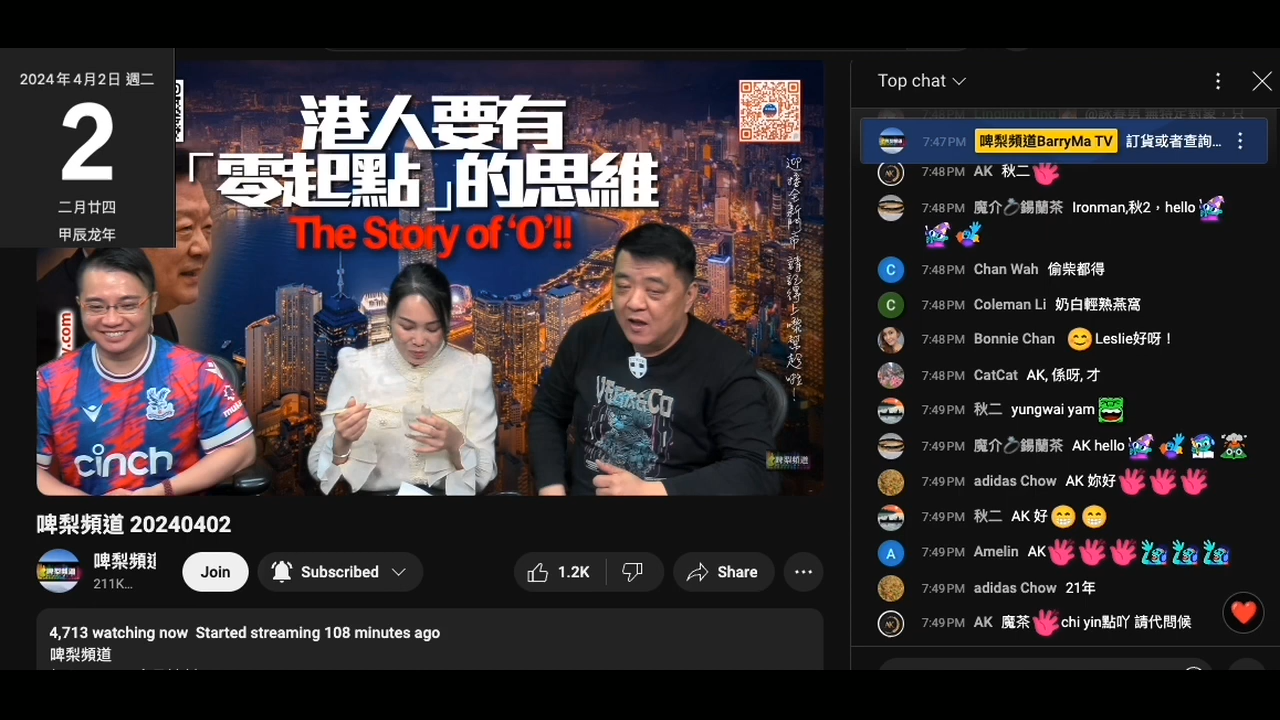 2024年4月2日 週二
2
二月廿四
甲辰龙年
港人要有
「零起點」的思維
The Story of ‘O’!!
y.com
cinch
VEGA&Co
啤梨頻道
啤梨頻道 20240402
啤梨頻道
211K...
Join
Subscribed
1.2K
Share
4,713 watching now Started streaming 108 minutes ago
啤梨頻道
Top chat
7:47 PM 啤梨頻道BarryMa TV 訂貨或者查詢...
7:48 PM AK 秋二
7:48 PM 魔介💍錫蘭茶 Ironman,秋2，hello
7:48 PM Chan Wah 偷柴都得
7:48 PM Coleman Li 奶白輕熟燕窩
7:48 PM Bonnie Chan 😊Leslie好呀！
7:48 PM CatCat AK, 係呀, 才
7:49 PM 秋二 yungwai yam
7:49 PM 魔介💍錫蘭茶 AK hello
7:49 PM adidas Chow AK 妳好
7:49 PM 秋二 AK 好😁😁
7:49 PM Amelin AK
7:49 PM adidas Chow 21年
7:49 PM AK 魔茶 chi yin點吖 請代問候